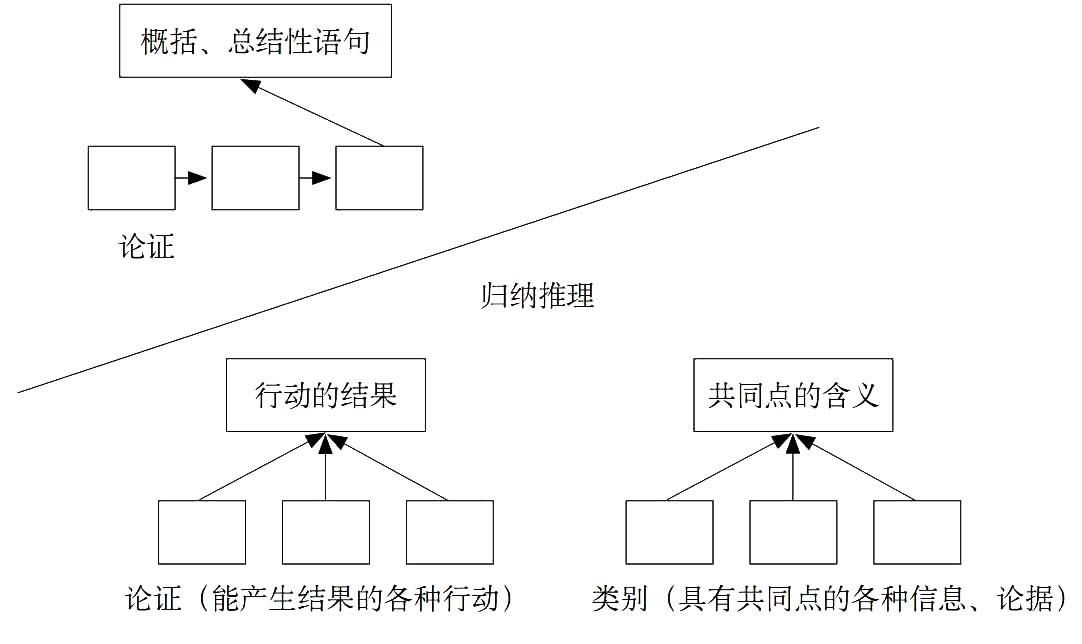 概括、总结性语句
论证
归纳推理
行动的结果
共同点的含义
论证（能产生结果的各种行动）
类别（具有共同点的各种信息、论据）